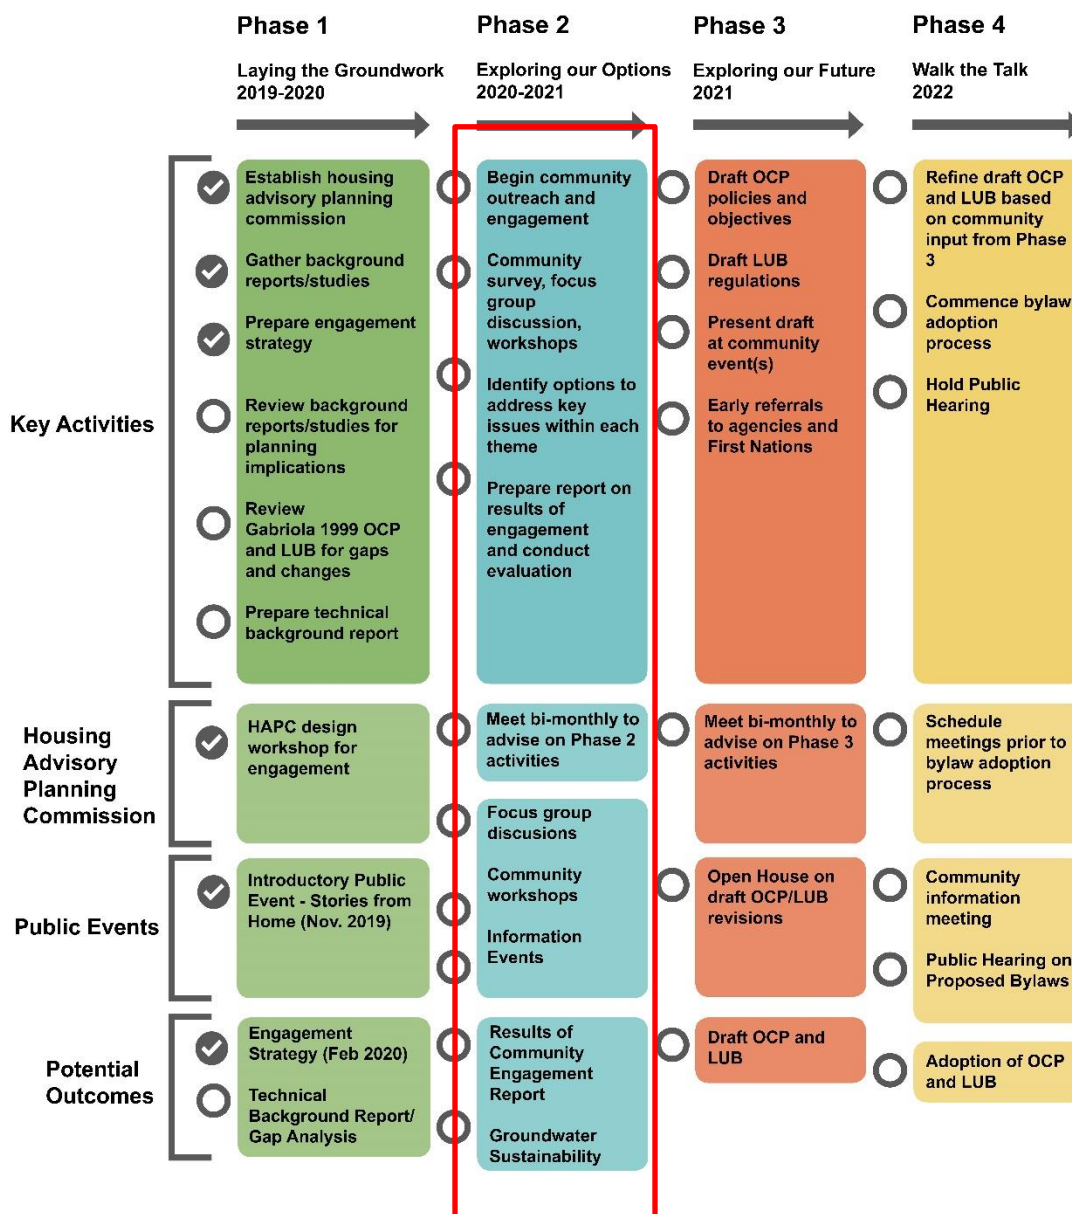 Phase 1
Laying the Groundwork
2019-2020
Phase 2
Exploring our Options
2020-2021
Phase 3
Exploring our Future
2021
Phase 4
Walk the Talk
2022
Key Activities
Establish housing
advisory planning
commission
Gather background
reports/studies
Prepare engagement
strategy
Review background
reports/studies for
planning
implications
Review
Gabriola 1999 OCP
and LUB for gaps
and changes
Prepare technical
background report
Begin community
outreach and
engagement
Community
survey, focus
group
discussion,
workshops
Identify options to
address key
issues within each
theme
Prepare report on
results of
engagement
and conduct
evaluation
Draft OCP
policies and
objectives
Draft LUB
regulations
Present draft
at community
event(s)
Early referrals
to agencies and
First Nations
Refine draft OCP
and LUB based
on community
input from Phase
3
Commence bylaw
adoption
process
Hold Public
Hearing
Housing
Advisory
Planning
Commission
HAPC design
workshop for
engagement
Meet bi-monthly to
advise on Phase 2
activities
Meet bi-monthly to
advise on Phase 3
activities
Schedule
meetings prior to
bylaw adoption
process
Public Events
Introductory Public
Event - Stories from
Home (Nov. 2019)
Focus group
discusions
Community
workshops
Information
Events
Open House on
draft OCP/LUB
revisions
Community
information
meeting
Public Hearing on
Proposed Bylaws
Potential
Outcomes
Engagement
Strategy (Feb 2020)
Technical
Background Report/
Gap Analysis
Results of
Community
Engagement
Report
Groundwater
Sustainability
Draft OCP and
LUB
Adoption of OCP
and LUB